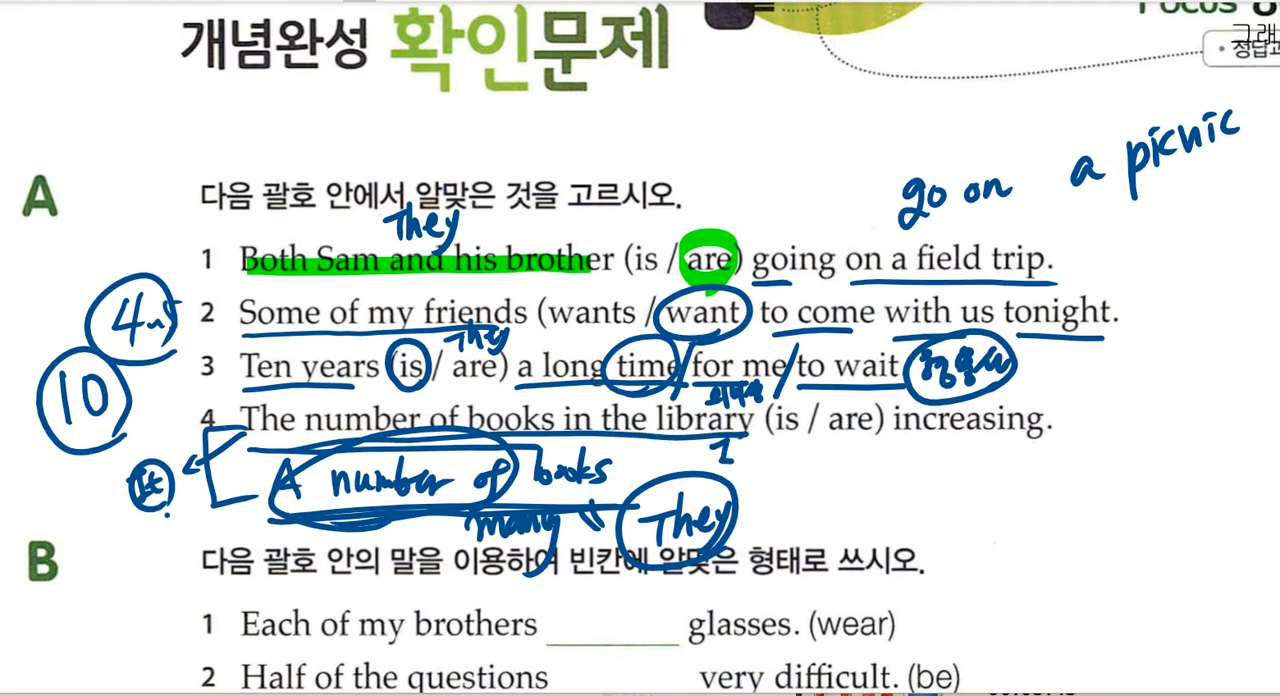 Focus
개념완성 확인문제
그래
• 정답과
go on a picnic
A 다음 괄호 안에서 알맞은 것을 고르시오.
They
1 Both Sam and his brother (is / are) going on a field trip.
2 Some of my friends (wants / want) to come with us tonight.
4
They
3 Ten years (is / are) a long time / for me / to wait
10
4 The number of books in the library (is / are) increasing.
A number of books
many
They
B 다음 괄호 안의 말을 이용하여 빈칸에 알맞은 형태로 쓰시오.
1 Each of my brothers ________ glasses. (wear)
2 Half of the questions very difficult. (be)